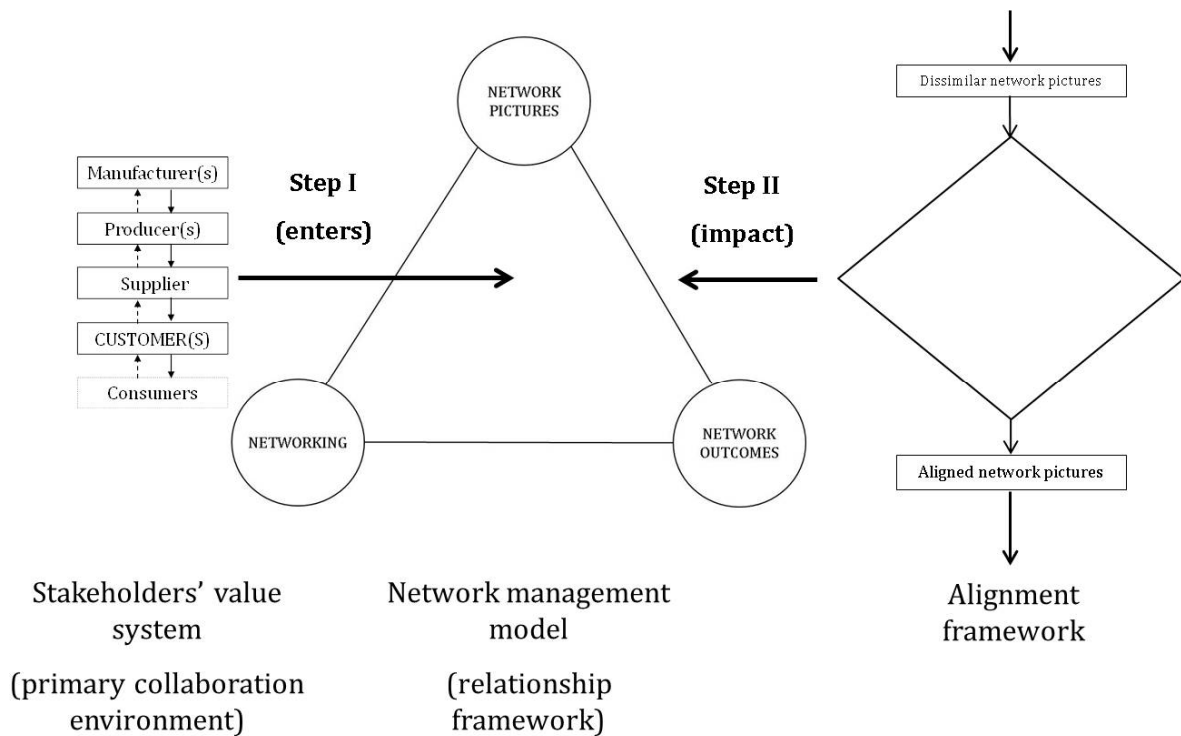 Manufacturer(s)
Producer(s)
Supplier
CUSTOMER(S)
Consumers
Step I
(enters)
NETWORK
PICTURES
NETWORKING
NETWORK
OUTCOMES
Step II
(impact)
Dissimilar network pictures
Aligned network pictures
Stakeholders’ value
system
(primary collaboration
environment)
Network management
model
(relationship
framework)
Alignment
framework